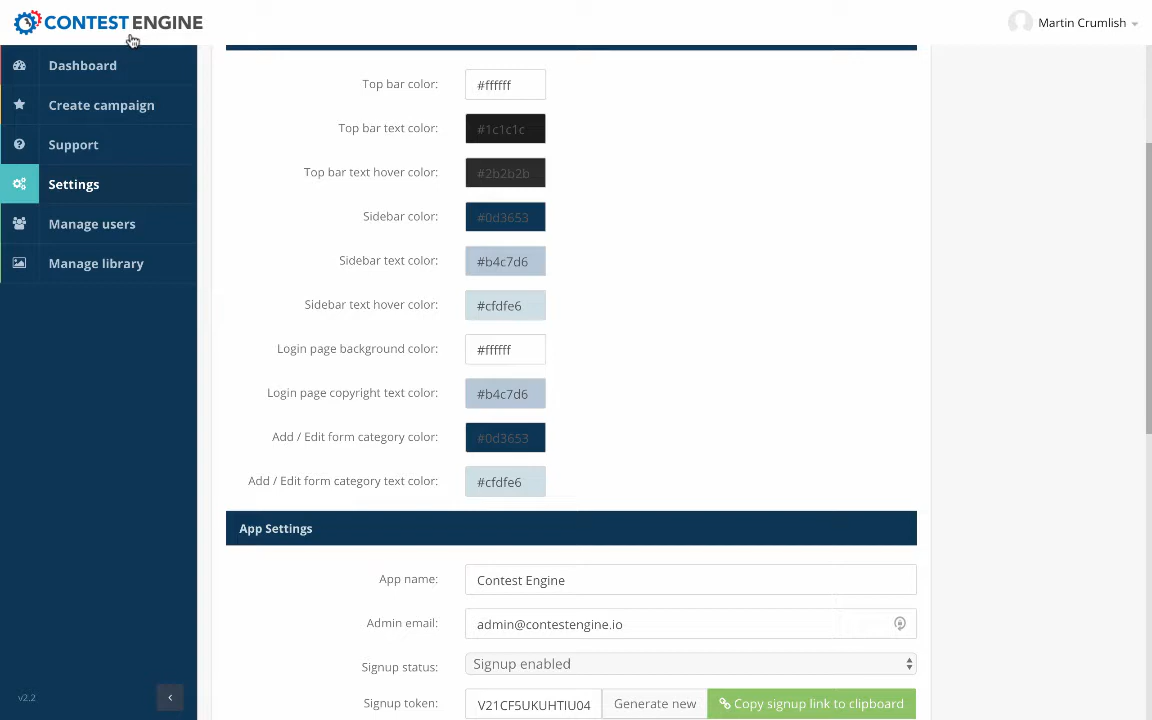 CONTEST ENGINE
Martin Crumlish
Dashboard
Create campaign
Support
Settings
Manage users
Manage library
v2.2
Top bar color: #ffffff
Top bar text color: #1c1c1c
Top bar text hover color: #2b2b2b
Sidebar color: #0d3653
Sidebar text color: #b4c7d6
Sidebar text hover color: #cfdfe6
Login page background color: #ffffff
Login page copyright text color: #b4c7d6
Add / Edit form category color: #0d3653
Add / Edit form category text color: #cfdfe6
App Settings
App name: Contest Engine
Admin email: admin@contestengine.io
Signup status: Signup enabled
Signup token: V21CF5UKUHTIU04 Generate new Copy signup link to clipboard